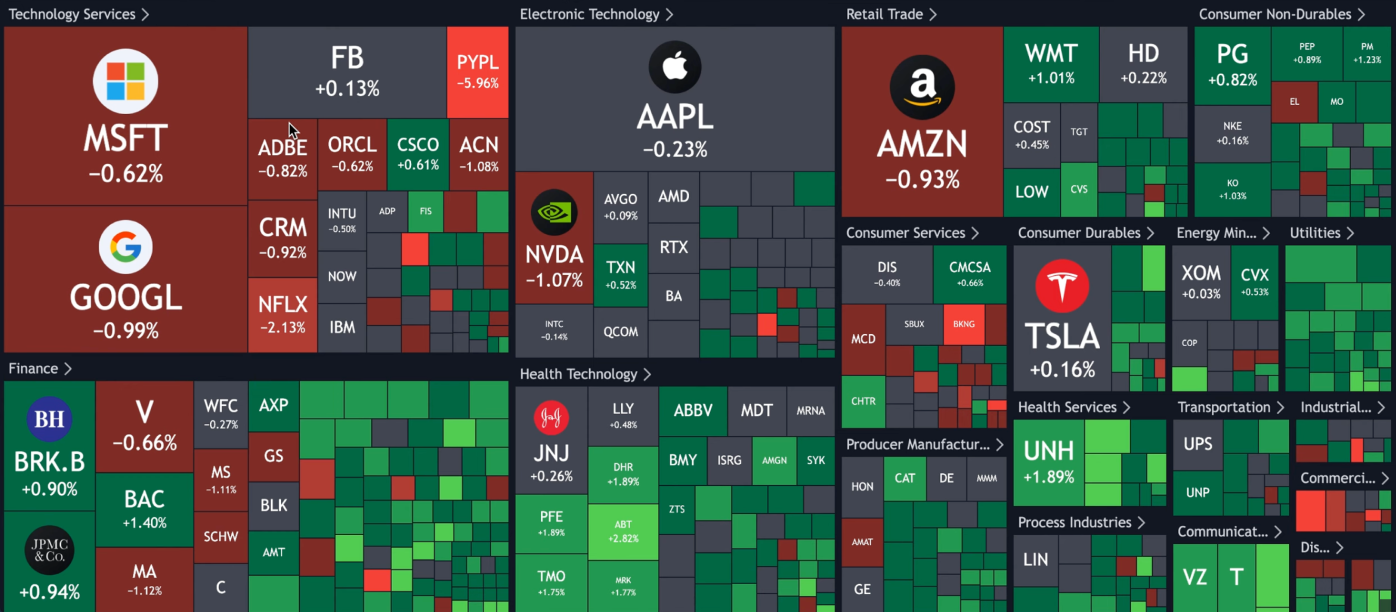 Technology Services >
MSFT
−0.62%
GOOGL
−0.99%
FB
+0.13%
PYPL
−5.96%
ADBE
−0.82%
ORCL
−0.62%
CSCO
+0.61%
ACN
−1.08%
CRM
−0.92%
INTU
−0.50%
ADP
FIS
NOW
NFLX
−2.13%
IBM
Electronic Technology >
AAPL
−0.23%
NVDA
−1.07%
AVGO
+0.09%
AMD
TXN
+0.52%
RTX
BA
INTC
−0.14%
QCOM
Retail Trade >
a
AMZN
−0.93%
WMT
+1.01%
HD
+0.22%
COST
+0.45%
TGT
LOW
CVS
Consumer Non-Durables >
PG
+0.82%
PEP
+0.89%
PM
+1.23%
EL
MO
NKE
+0.16%
KO
+1.03%
Consumer Services >
DIS
−0.40%
CMCSA
+0.66%
MCD
SBUX
BKNG
CHTR
Consumer Durables >
TSLA
+0.16%
Energy Min... >
XOM
+0.03%
CVX
+0.53%
COP
Utilities >
Finance >
BH
BRK.B
+0.90%
JPMC
& CO.
+0.94%
V
−0.66%
BAC
+1.40%
MA
−1.12%
WFC
−0.27%
MS
−1.11%
SCHW
C
AXP
GS
BLK
AMT
Health Technology >
J&J
JNJ
+0.26%
PFE
+1.89%
TMO
+1.75%
LLY
+0.48%
DHR
+1.89%
ABT
+2.82%
MRK
+1.77%
ABBV
MDT
MRNA
BMY
ISRG
AMGN
SYK
ZTS
Producer Manufactur... >
HON
CAT
DE
MMM
AMAT
GE
Health Services >
UNH
+1.89%
Process Industries >
LIN
Transportation >
UPS
UNP
Communicat... >
VZ
T
Industrial... >
Commerci... >
Dis... >